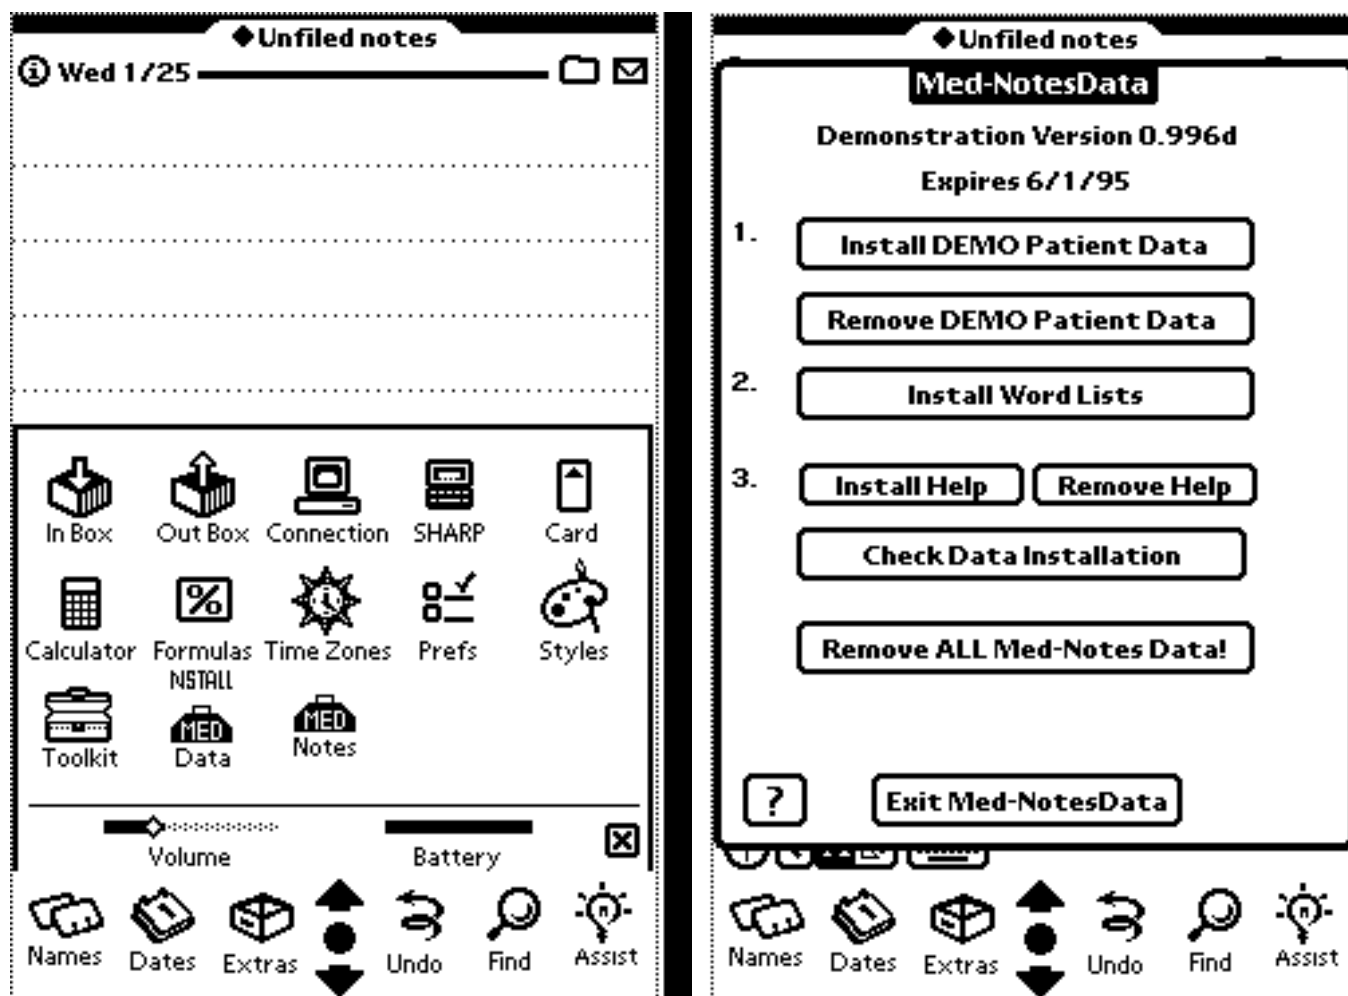 ◆Unfiled notes
Wed 1/25
In Box Out Box Connection SHARP Card
Calculator Formulas Time Zones Prefs Styles
NSTALL
MED MED
Toolkit Data Notes
Volume Battery
Names Dates Extras Undo Find Assist
◆Unfiled notes
Med-NotesData
Demonstration Version 0.996d
Expires 6/1/95
1. Install DEMO Patient Data
Remove DEMO Patient Data
2. Install Word Lists
3. Install Help Remove Help
Check Data Installation
Remove ALL Med-Notes Data!
? Exit Med-NotesData
Names Dates Extras Undo Find Assist